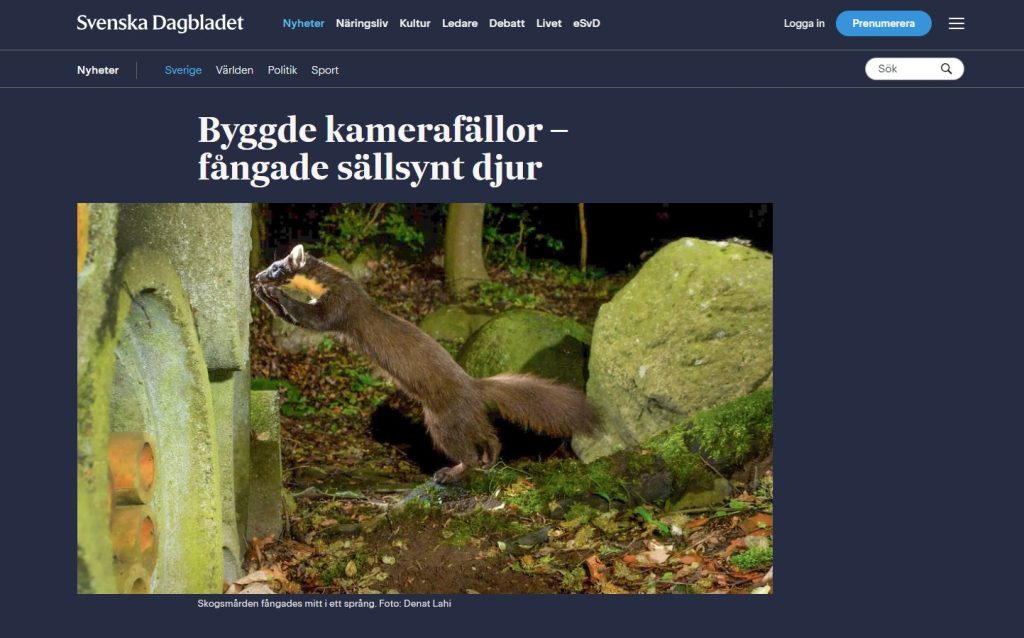 Svenska Dagbladet
Nyheter Näringsliv Kultur Ledare Debatt Livet eSvD
Logga in Prenumerera
Nyheter Sverige Världen Politik Sport
Sök
Byggde kamerafällor –
fångade sällsynt djur
Skogsmården fångades mitt i ett språng. Foto: Denat Lahi